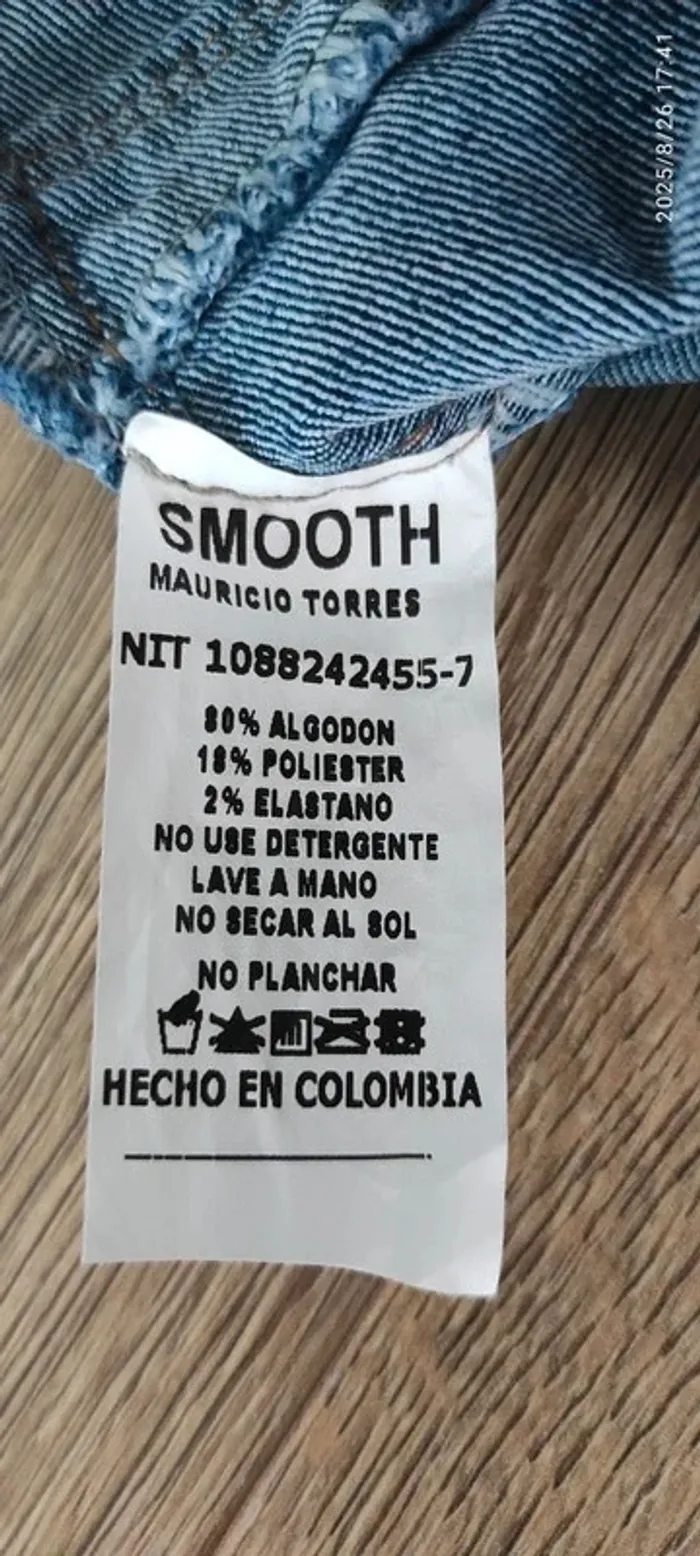 2025/8/26 17:41
SMOOTH
MAURICIO TORRES
NIT 1088242455-7
80% ALGODON
18% POLIESTER
2% ELASTANO
NO USE DETERGENTE
LAVE A MANO
NO SECAR AL SOL
NO PLANCHAR
HECHO EN COLOMBIA